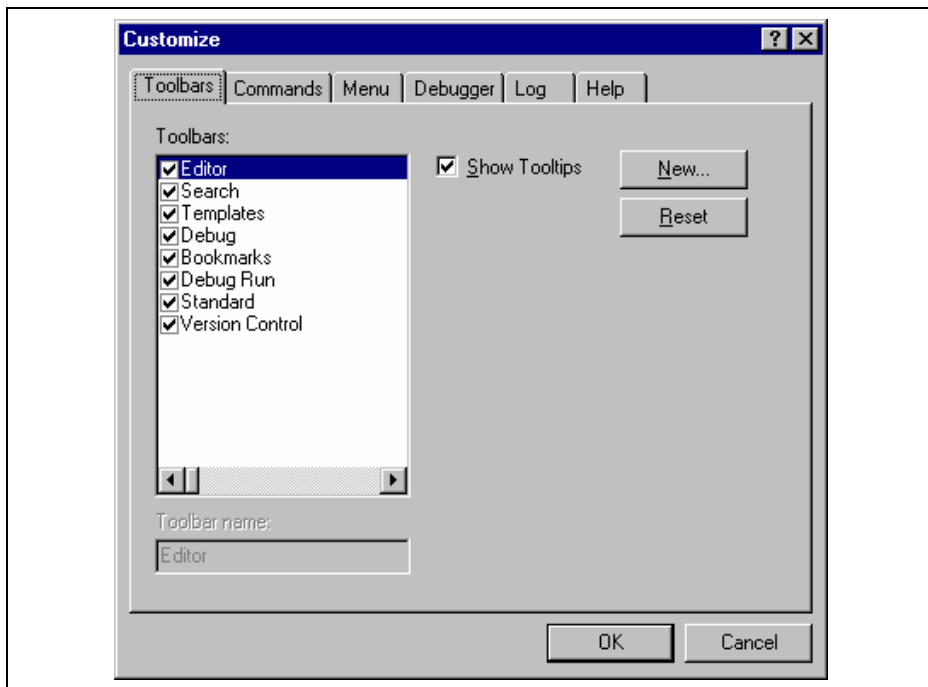 Customize
Toolbars Commands Menu Debugger Log Help
Toolbars:
Editor
Search
Templates
Debug
Bookmarks
Debug Run
Standard
Version Control
Show Tooltips
New...
Reset
Toolbar name:
Editor
OK Cancel